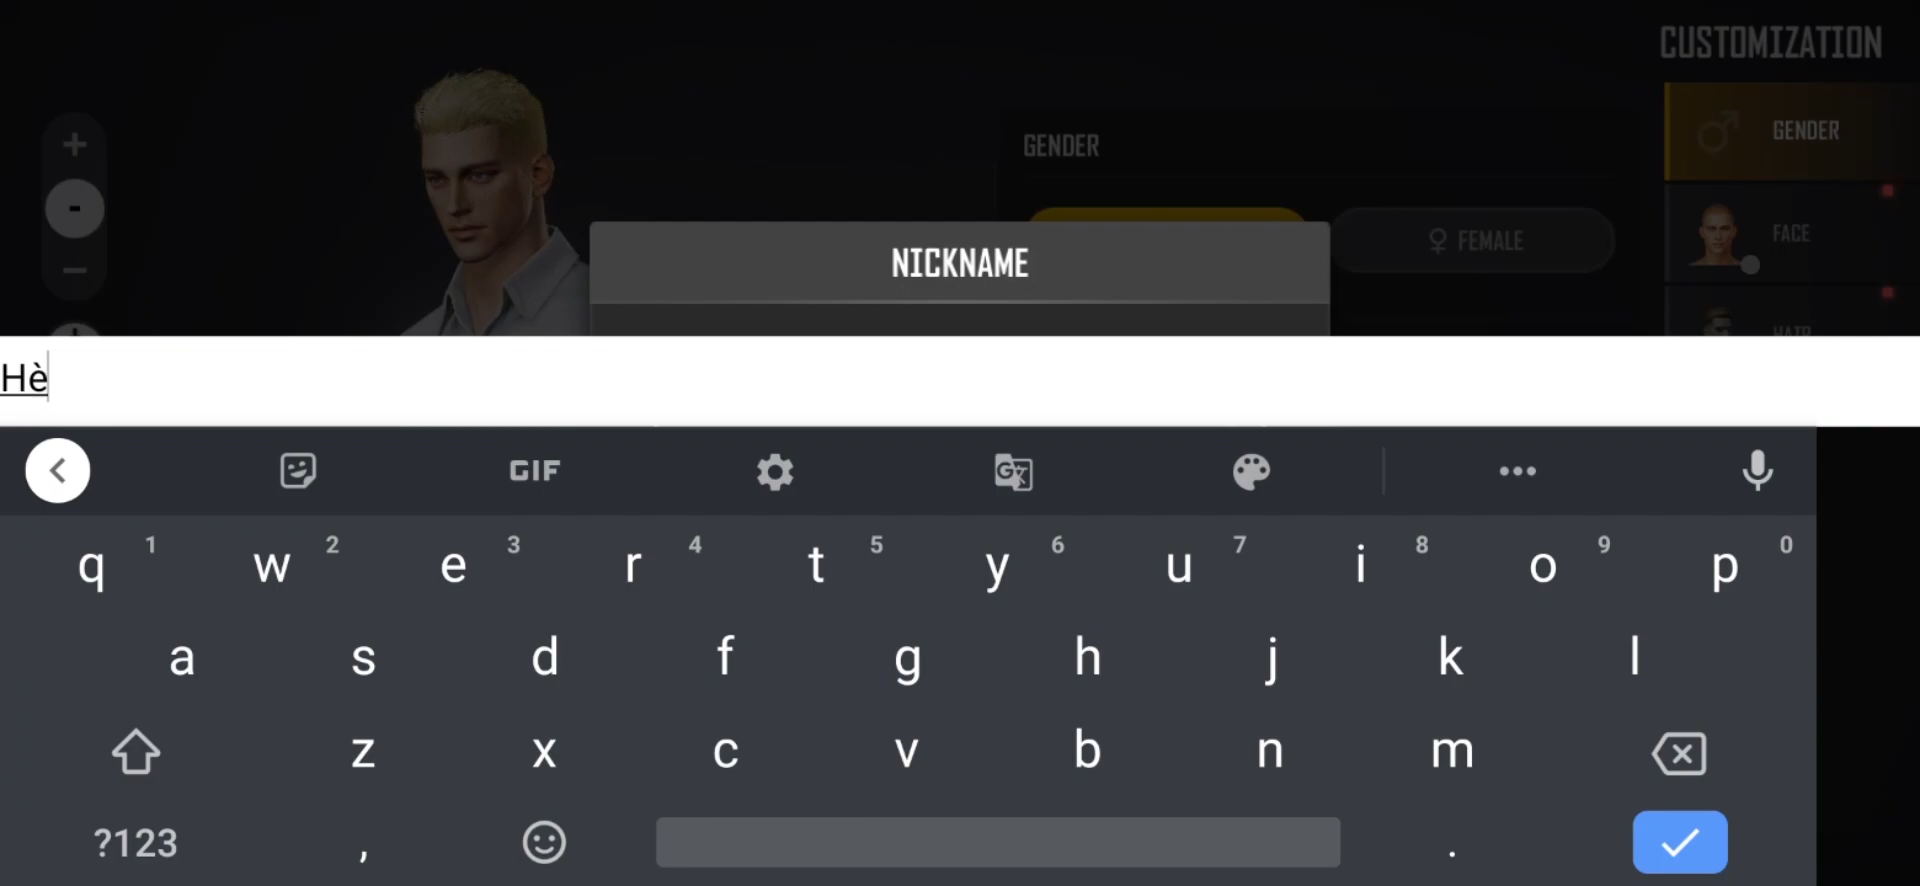 CUSTOMIZATION
GENDER
GENDER
FEMALE
FACE
HAIR
NICKNAME
Hè
GIF
q 1 w 2 e 3 r 4 t 5 y 6 u 7 i 8 o 9 p 0
a s d f g h j k l
z x c v b n m
?123 , .